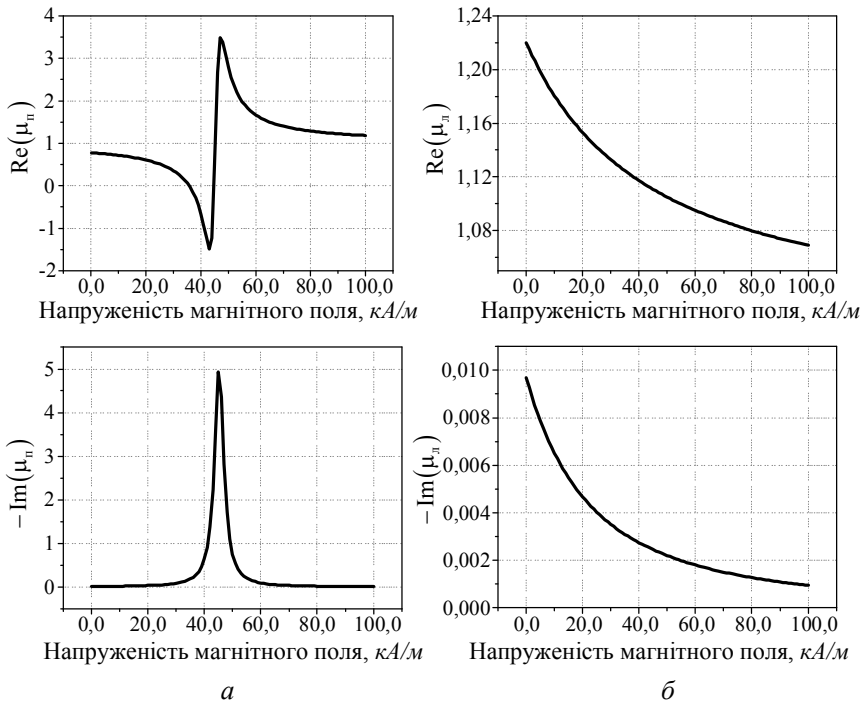 4
3
2
1
0
-1
-2
Re(μп)
0,0 20,0 40,0 60,0 80,0 100,0
Напруженість магнітного поля, кА/м
1,24
1,20
1,16
1,12
1,08
Re(μл)
0,0 20,0 40,0 60,0 80,0 100,0
Напруженість магнітного поля, кА/м
5
4
3
2
1
0
−Im(μп)
0,0 20,0 40,0 60,0 80,0 100,0
Напруженість магнітного поля, кА/м
а
0,010
0,008
0,006
0,004
0,002
0,000
−Im(μл)
0,0 20,0 40,0 60,0 80,0 100,0
Напруженість магнітного поля, кА/м
б